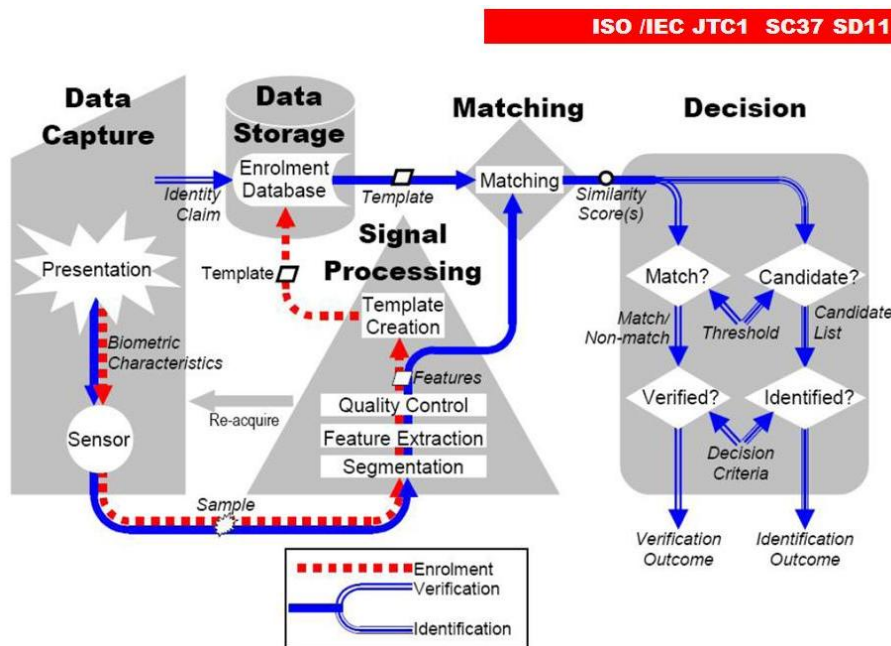 ISO /IEC JTC1 SC37 SD11
Data
Capture
Data
Storage
Matching
Decision
Enrolment
Database
Identity
Claim
Template
Matching
Similarity
Score(s)
Presentation
Signal
Processing
Template
Template
Creation
Match?
Candidate?
Biometric
Characteristics
Match/
Non-match
Threshold
Candidate
List
Features
Quality Control
Feature Extraction
Segmentation
Re-acquire
Sensor
Verified?
Identified?
Decision
Criteria
Sample
Verification
Outcome
Identification
Outcome
Enrolment
Verification
Identification